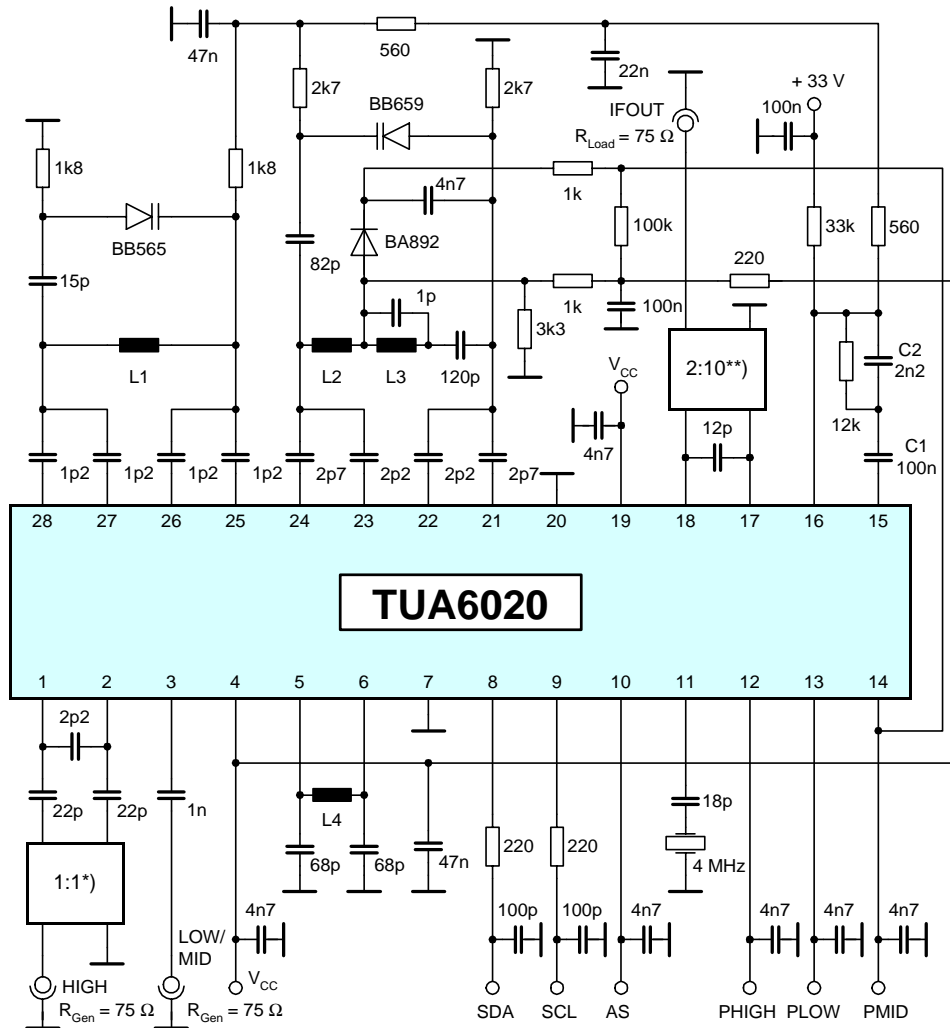 47n
560
22n
+ 33 V
2k7
BB659
2k7
IFOUT
100n
R_Load = 75 Ω
1k8
1k8
4n7
1k
BB565
82p
BA892
100k
33k
560
220
15p
1k
1p
100n
3k3
L1
L2
L3
120p
V_CC
2:10**)
C2
2n2
12k
12p
C1
100n
4n7
1p2
1p2
1p2
1p2
2p7
2p2
2p2
2p7
28
27
26
25
24
23
22
21
20
19
18
17
16
15
TUA6020
1
2
3
4
5
6
7
8
9
10
11
12
13
14
2p2
22p
22p
1n
L4
18p
68p
68p
47n
220
220
4 MHz
1:1*)
LOW/
MID
4n7
100p
100p
4n7
4n7
4n7
4n7
HIGH
V_CC
R_Gen = 75 Ω
R_Gen = 75 Ω
SDA
SCL
AS
PHIGH
PLOW
PMID